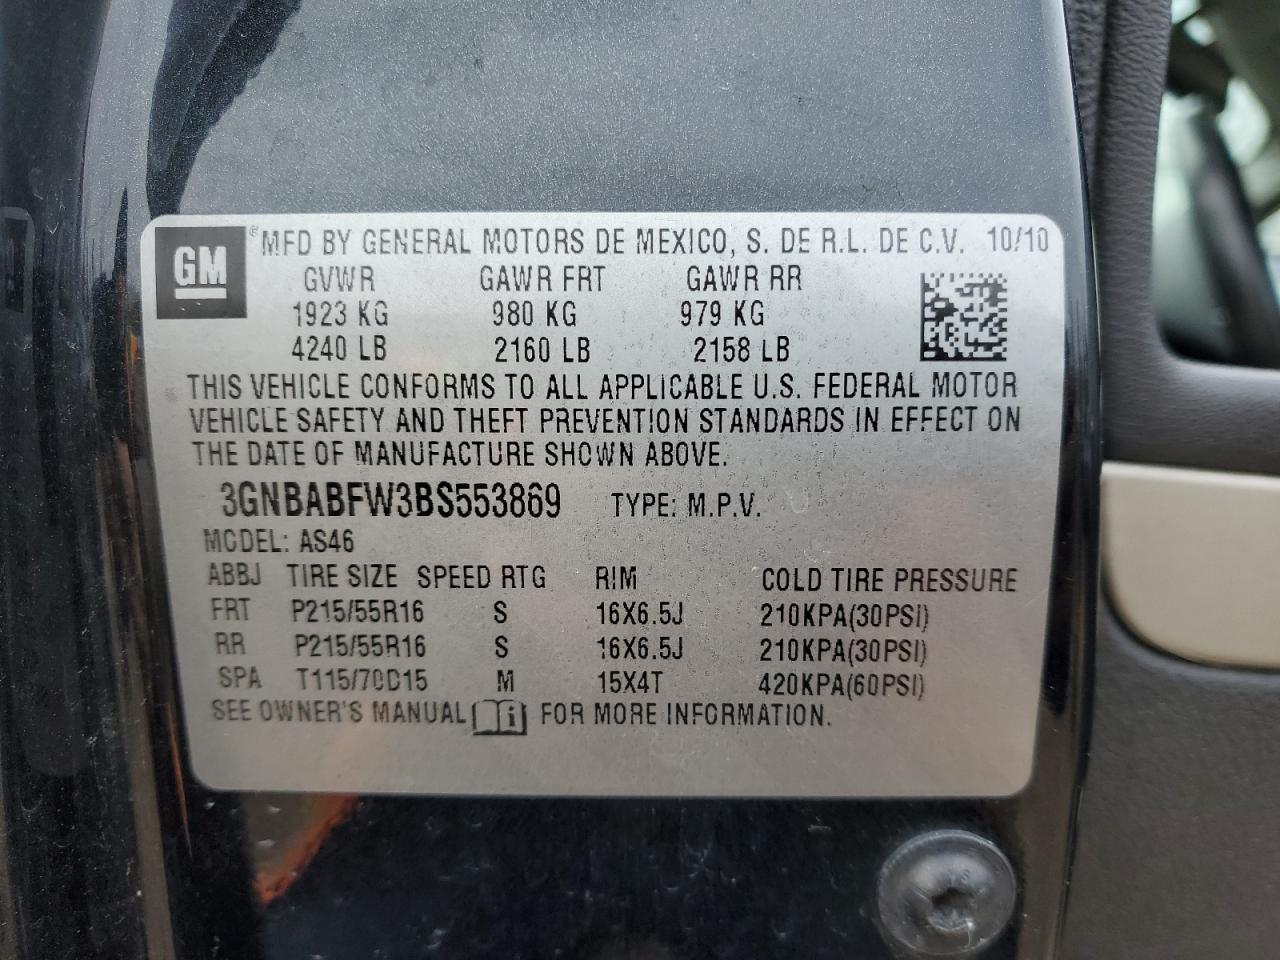 GM ® MFD BY GENERAL MOTORS DE MEXICO, S. DE R.L. DE C.V. 10/10
GVWR GAWR FRT GAWR RR
1923 KG 980 KG 979 KG
4240 LB 2160 LB 2158 LB
THIS VEHICLE CONFORMS TO ALL APPLICABLE U.S. FEDERAL MOTOR
VEHICLE SAFETY AND THEFT PREVENTION STANDARDS IN EFFECT ON
THE DATE OF MANUFACTURE SHOWN ABOVE.
3GNBABFW3BS553869 TYPE: M.P.V.
MODEL: AS46
ABBJ TIRE SIZE SPEED RTG RIM COLD TIRE PRESSURE
FRT P215/55R16 S 16X6.5J 210KPA(30PSI)
RR P215/55R16 S 16X6.5J 210KPA(30PSI)
SPA T115/70D15 M 15X4T 420KPA(60PSI)
SEE OWNER'S MANUAL i FOR MORE INFORMATION.